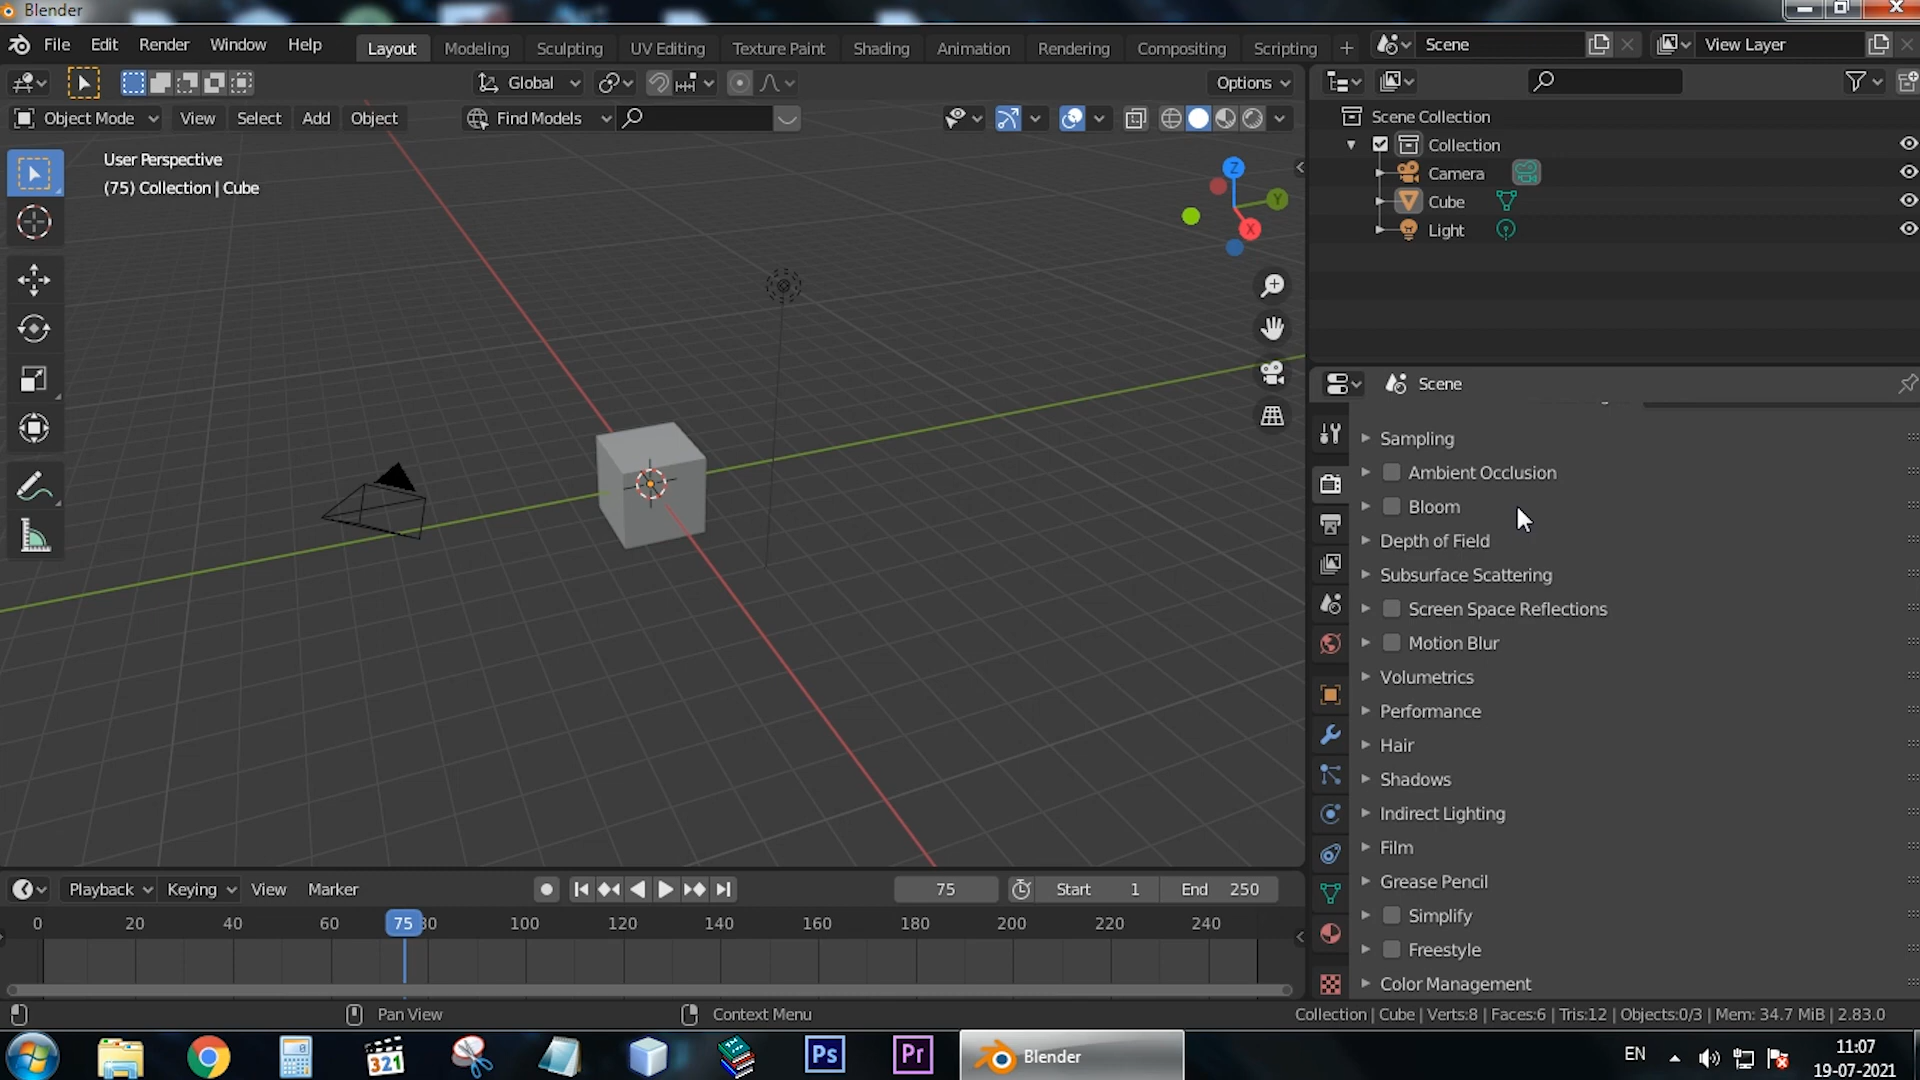 Blender
File Edit Render Window Help Layout Modeling Sculpting UV Editing Texture Paint Shading Animation Rendering Compositing Scripting + Scene View Layer
Global Options
Object Mode View Select Add Object Find Models
User Perspective
(75) Collection | Cube
Z
Y
X
Scene Collection
Collection
Camera
Cube
Light
Scene
Sampling
Ambient Occlusion
Bloom
Depth of Field
Subsurface Scattering
Screen Space Reflections
Motion Blur
Volumetrics
Performance
Hair
Shadows
Indirect Lighting
Film
Grease Pencil
Simplify
Freestyle
Color Management
Playback Keying View Marker 75 Start 1 End 250
0 20 40 60 75 80 100 120 140 160 180 200 220 240
Pan View Context Menu Collection | Cube | Verts:8 | Faces:6 | Tris:12 | Objects:0/3 | Mem: 34.7 MiB | 2.83.0
321 Ps Pr Blender EN 11:07
19-07-2021